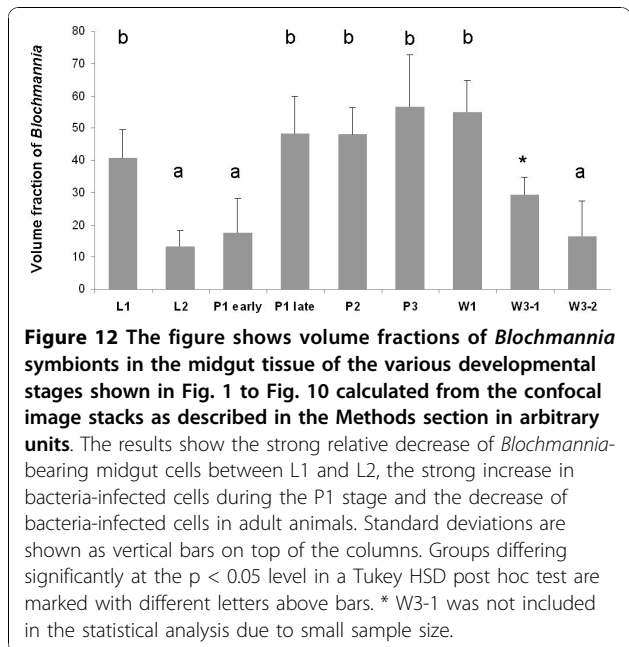 80
70
60
50
40
30
20
10
0
Volume fraction of Blochmannia
b a a b b b b * a
L1 L2 P1 early P1 late P2 P3 W1 W3-1 W3-2
Figure 12 The figure shows volume fractions of Blochmannia
symbionts in the midgut tissue of the various developmental
stages shown in Fig. 1 to Fig. 10 calculated from the confocal
image stacks as described in the Methods section in arbitrary
units. The results show the strong relative decrease of Blochmannia-
bearing midgut cells between L1 and L2, the strong increase in
bacteria-infected cells during the P1 stage and the decrease of
bacteria-infected cells in adult animals. Standard deviations are
shown as vertical bars on top of the columns. Groups differing
significantly at the p < 0.05 level in a Tukey HSD post hoc test are
marked with different letters above bars. * W3-1 was not included
in the statistical analysis due to small sample size.